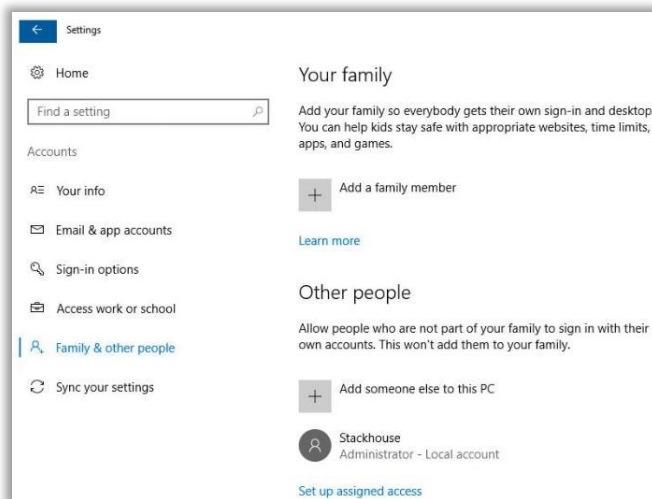 Settings
Home
Find a setting
Accounts
Your info
Email & app accounts
Sign-in options
Access work or school
Family & other people
Sync your settings
Your family
Add your family so everybody gets their own sign-in and desktop
You can help kids stay safe with appropriate websites, time limits,
apps, and games.
Add a family member
Learn more
Other people
Allow people who are not part of your family to sign in with their
own accounts. This won't add them to your family.
Add someone else to this PC
Stackhouse
Administrator - Local account
Set up assigned access